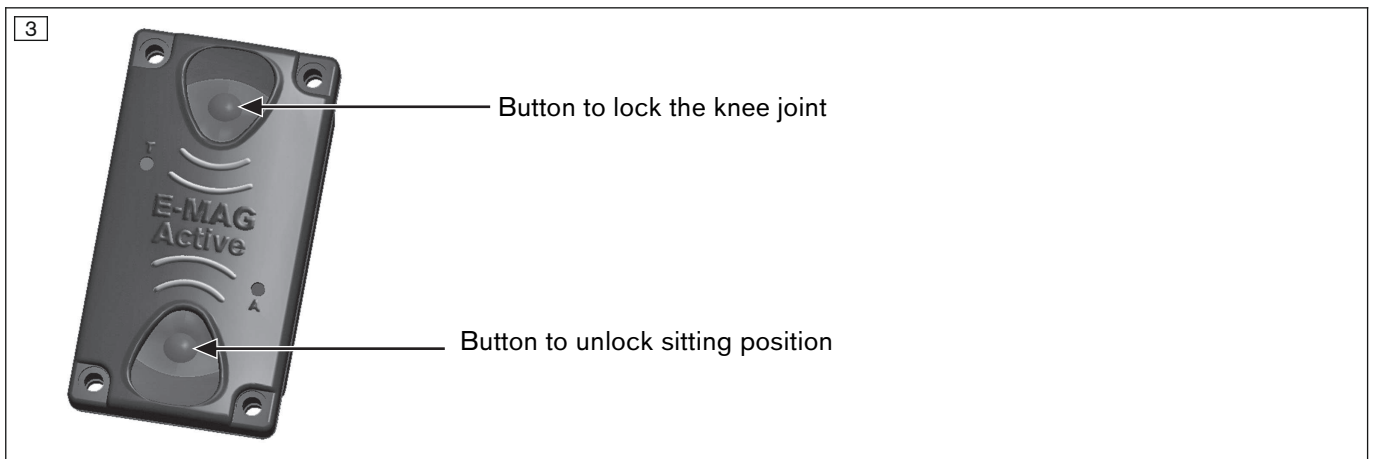 3
Button to lock the knee joint
T
E-MAG
Active
A
Button to unlock sitting position